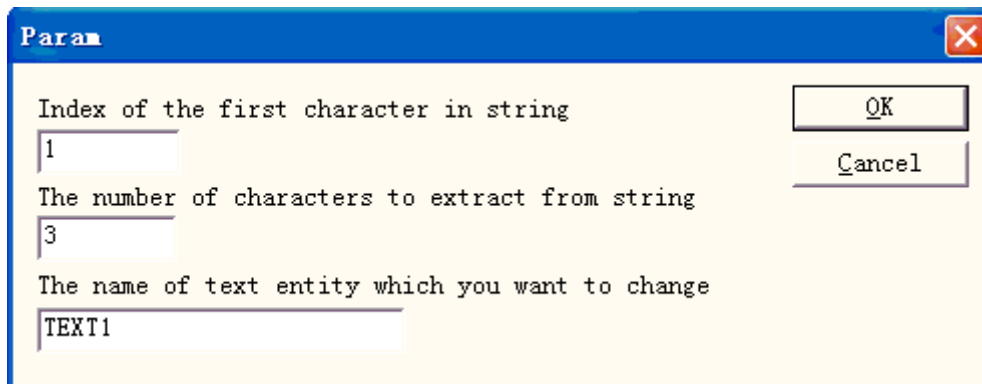 Param
Index of the first character in string
OK
1
Cancel
The number of characters to extract from string
3
The name of text entity which you want to change
TEXT1